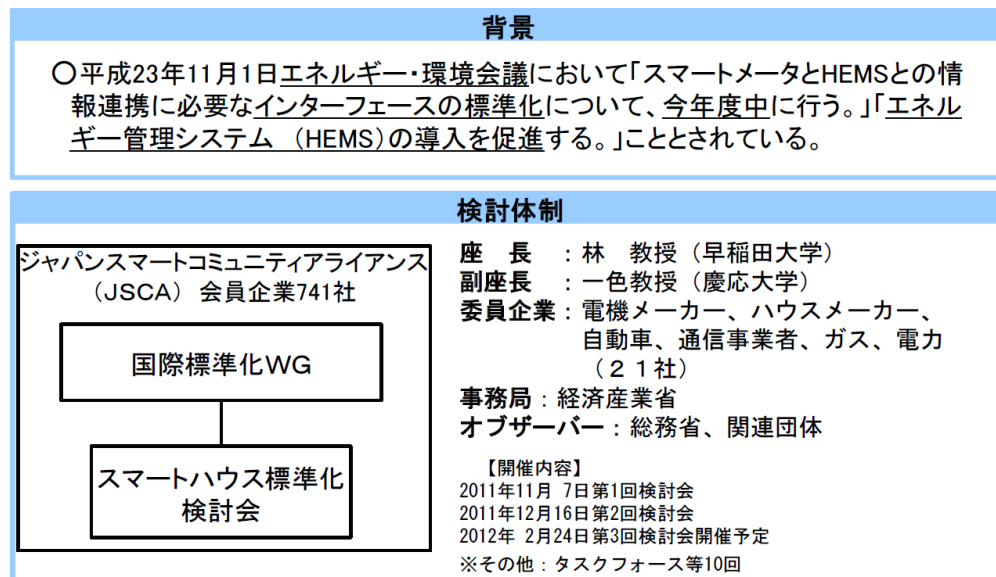 背景
○平成23年11月1日エネルギー・環境会議において「スマートメータとHEMSとの情
報連携に必要なインターフェースの標準化について、今年度中に行う。」「エネル
ギー管理システム （HEMS）の導入を促進する。」こととされている。
検討体制
ジャパンスマートコミュニティアライアンス
（JSCA） 会員企業741社
国際標準化WG
スマートハウス標準化
検討会
座　長　：林　教授（早稲田大学）
副座長　：一色教授（慶応大学）
委員企業：電機メーカー、ハウスメーカー、
自動車、通信事業者、ガス、電力
（２１社）
事務局：経済産業省
オブザーバー：総務省、関連団体
【開催内容】
2011年11月 7日第1回検討会
2011年12月16日第2回検討会
2012年 2月24日第3回検討会開催予定
※その他：タスクフォース等10回